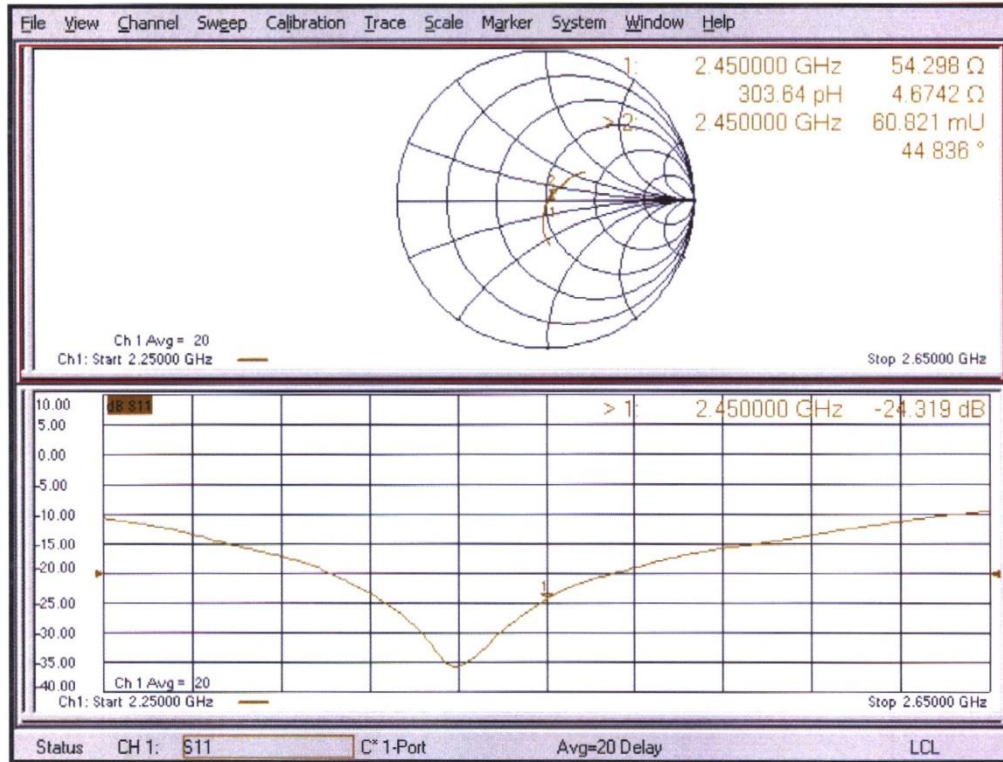 File View Channel Sweep Calibration Trace Scale Marker System Window Help
1: 2.450000 GHz 54.298 Ω
303.64 pH 4.6742 Ω
> 2: 2.450000 GHz 60.821 mU
44.836 °
2
1
Ch 1 Avg = 20
Ch1: Start 2.25000 GHz
Stop 2.65000 GHz
dB S11
> 1: 2.450000 GHz -24.319 dB
10.00
5.00
0.00
-5.00
-10.00
-15.00
-20.00
-25.00
-30.00
-35.00
-40.00
1
Ch 1 Avg = 20
Ch1: Start 2.25000 GHz
Stop 2.65000 GHz
Status CH 1: S11 C* 1-Port Avg=20 Delay LCL